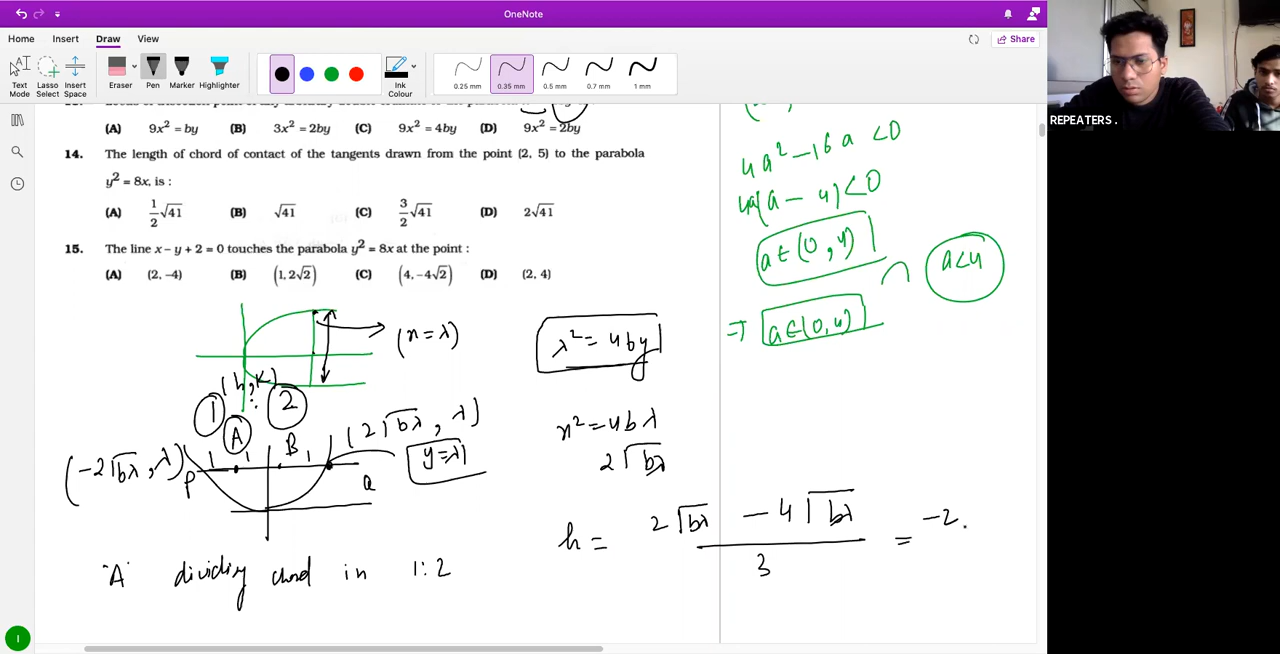 OneNote
Home Insert Draw View
Share
Text Mode
Lasso Select
Insert Space
Eraser
Pen
Marker
Highlighter
Ink Colour
0.25 mm 0.35 mm 0.5 mm 0.7 mm 1 mm
REPEATERS .
(A) 9x² = by (B) 3x² = 2by (C) 9x² = 4by (D) 9x² = 2by
14. The length of chord of contact of the tangents drawn from the point (2, 5) to the parabola
y² = 8x, is :
(A) 1/2 √41 (B) √41 (C) 3/2 √41 (D) 2√41
15. The line x – y + 2 = 0 touches the parabola y² = 8x at the point :
(A) (2, –4) (B) (1, 2√2) (C) (4, –4√2) (D) (2, 4)
4a² – 16a < 0
4a(a – 4) < 0
a ∈ (0, 4) ∩ a < 4
⇒ a ∈ (0, 4)
(x = λ)
λ² = 4by
(h, k)
?
1 2
A B
(2√bλ, λ)
y = λ
(-2√bλ, λ) P 1 1 1 Q
x² = 4bλ
2√bλ
h = (2√bλ – 4√bλ)/3 = -2
"A" dividing chord in 1:2
I